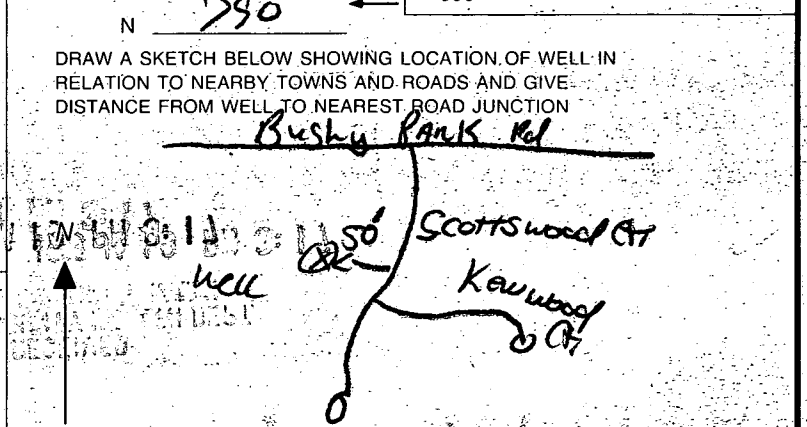 N 790
DRAW A SKETCH BELOW SHOWING LOCATION OF WELL IN
RELATION TO NEARBY TOWNS AND ROADS AND GIVE
DISTANCE FROM WELL TO NEAREST ROAD JUNCTION
Bushy Park Rd
N
50'
Scottswood Ct
Well
Kenwood
Ct